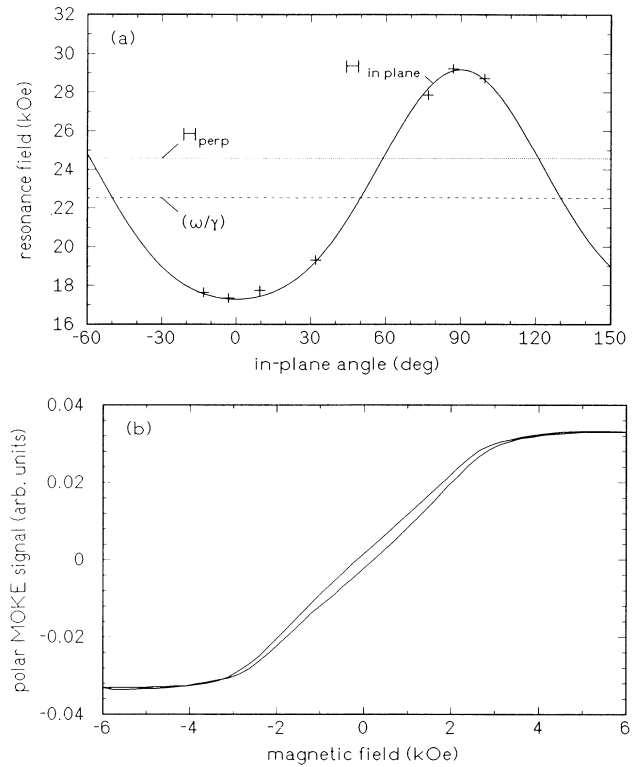 (a)
32
30
28
26
24
22
20
18
16
resonance field (kOe)
H in plane
H perp
(ω/γ)
-60 -30 0 30 60 90 120 150
in-plane angle (deg)
(b)
0.04
0.02
0
-0.02
-0.04
polar MOKE signal (arb. units)
-6 -4 -2 0 2 4 6
magnetic field (kOe)